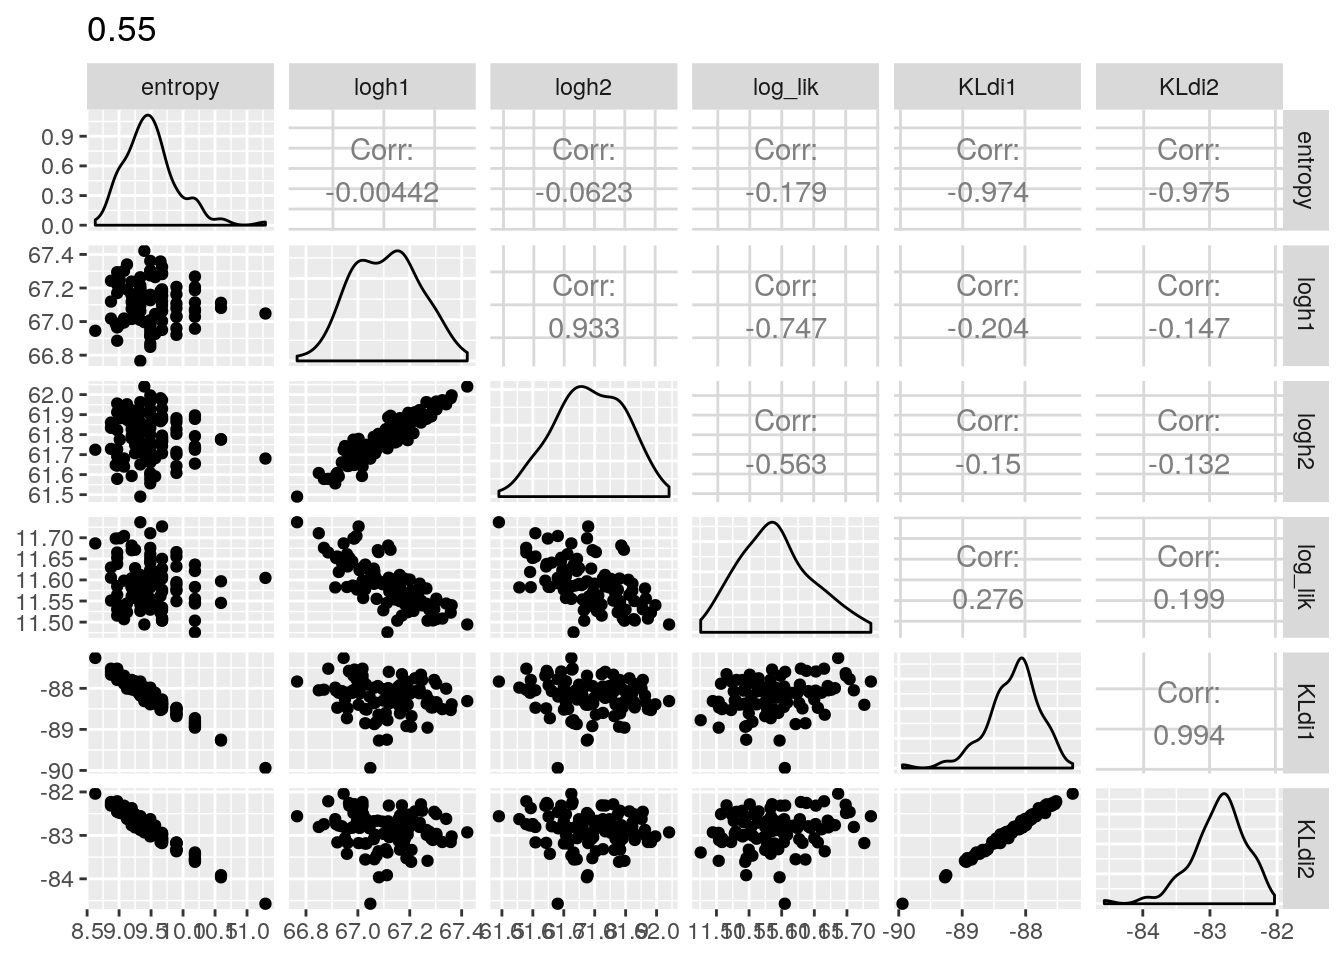 0.55
entropy logh1 logh2 log_lik KLdi1 KLdi2
0.9
0.6
0.3
0.0
Corr:
-0.00442
Corr:
-0.0623
Corr:
-0.179
Corr:
-0.974
Corr:
-0.975
entropy
67.4
67.2
67.0
66.8
Corr:
0.933
Corr:
-0.747
Corr:
-0.204
Corr:
-0.147
logh1
62.0
61.9
61.8
61.7
61.6
61.5
Corr:
-0.563
Corr:
-0.15
Corr:
-0.132
logh2
11.70
11.65
11.60
11.55
11.50
Corr:
0.276
Corr:
0.199
log_lik
-88
-89
-90
Corr:
0.994
KLdi1
-82
-83
-84
KLdi2
8.5 9.0 9.5 10.0 10.5 11.0 66.8 67.0 67.2 67.4 61.5 61.6 61.7 61.8 61.9 62.0 11.50 11.55 11.60 11.65 11.70 -90 -89 -88 -84 -83 -82